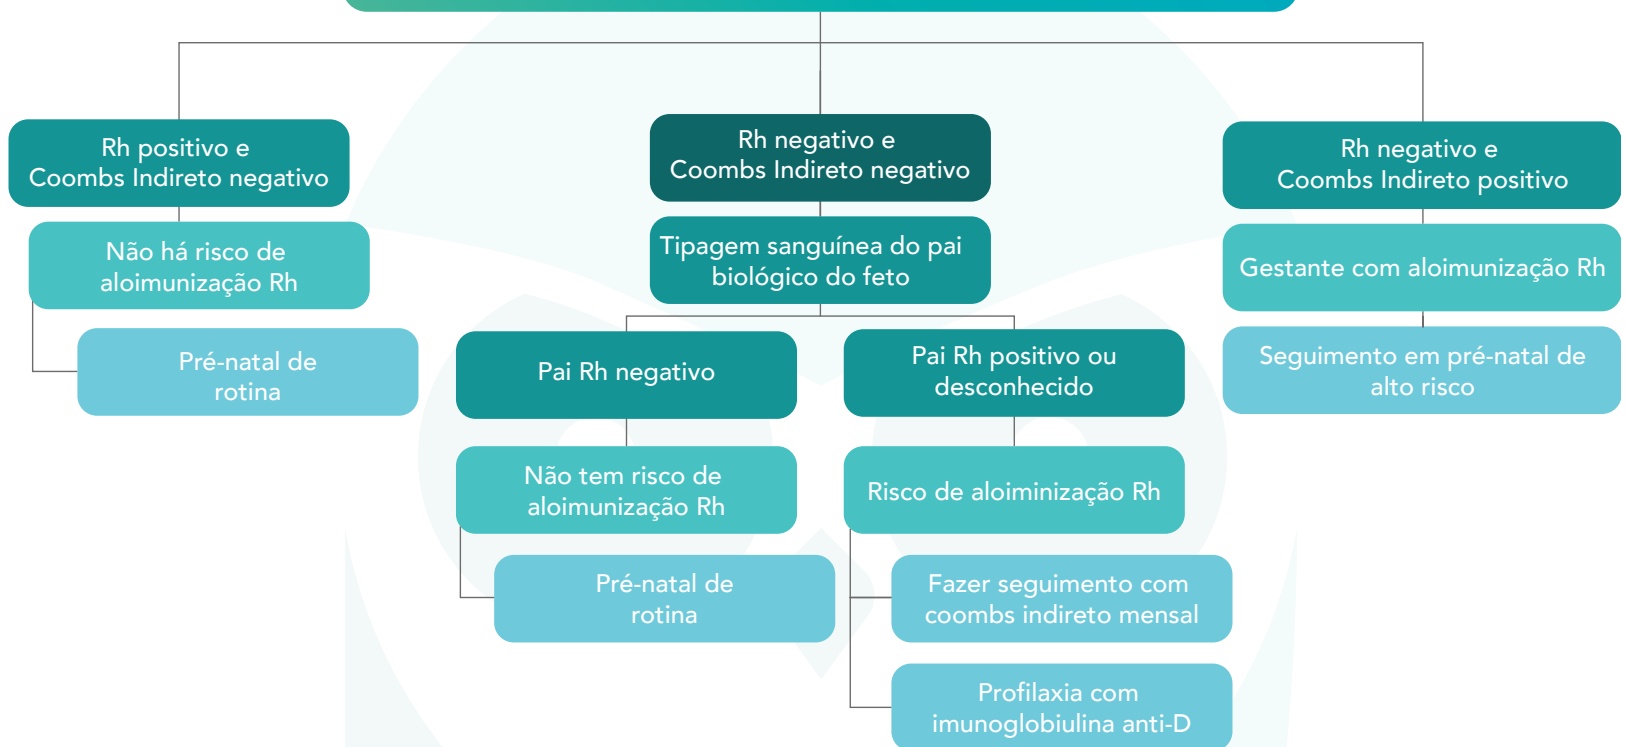 Rh positivo e
Coombs Indireto negativo
Não há risco de
aloimunização Rh
Pré-natal de
rotina
Rh negativo e
Coombs Indireto negativo
Tipagem sanguínea do pai
biológico do feto
Pai Rh negativo
Não tem risco de
aloimunização Rh
Pré-natal de
rotina
Pai Rh positivo ou
desconhecido
Risco de aloiminização Rh
Fazer seguimento com
coombs indireto mensal
Profilaxia com
imunoglobiulina anti-D
Rh negativo e
Coombs Indireto positivo
Gestante com aloimunização Rh
Seguimento em pré-natal de
alto risco